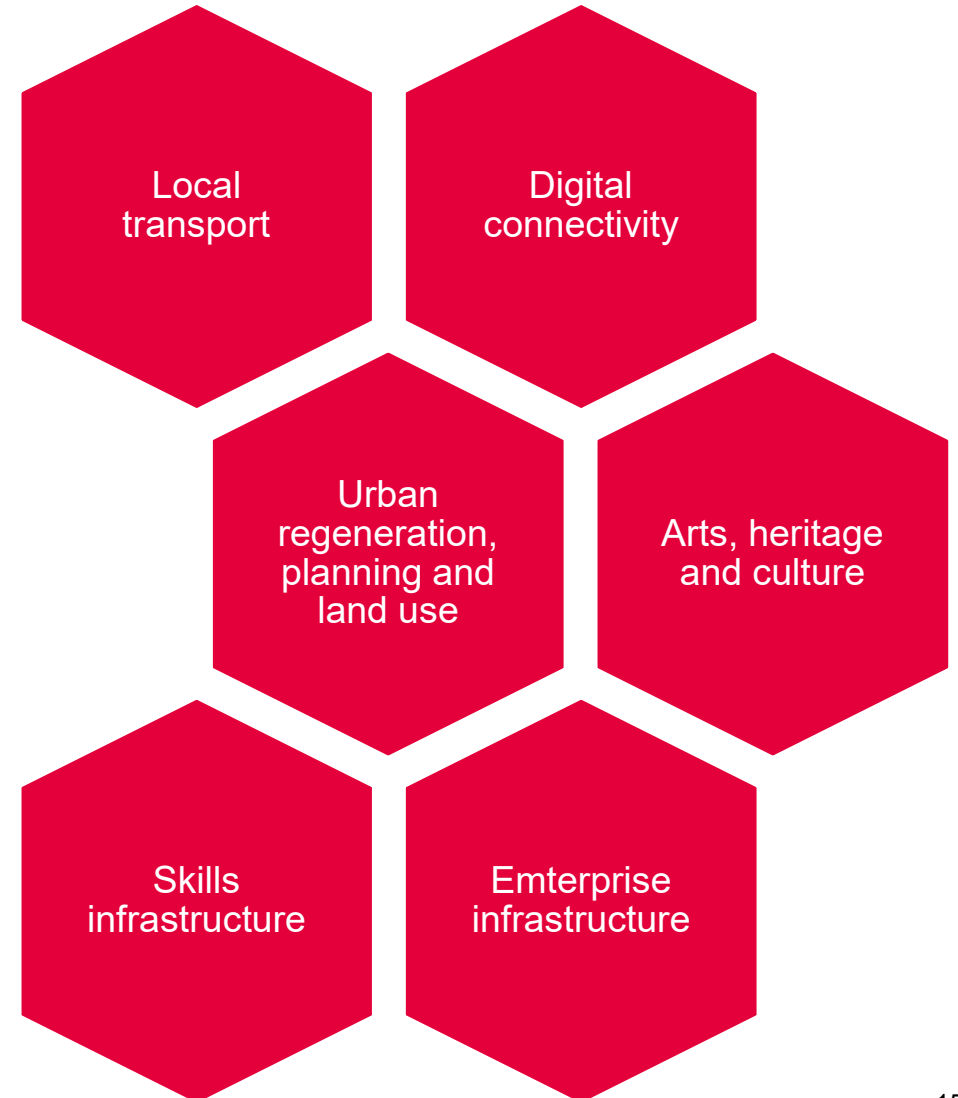 Local
transport
Digital
connectivity
Urban
regeneration,
planning and
land use
Arts, heritage
and culture
Skills
infrastructure
Emterprise
infrastructure